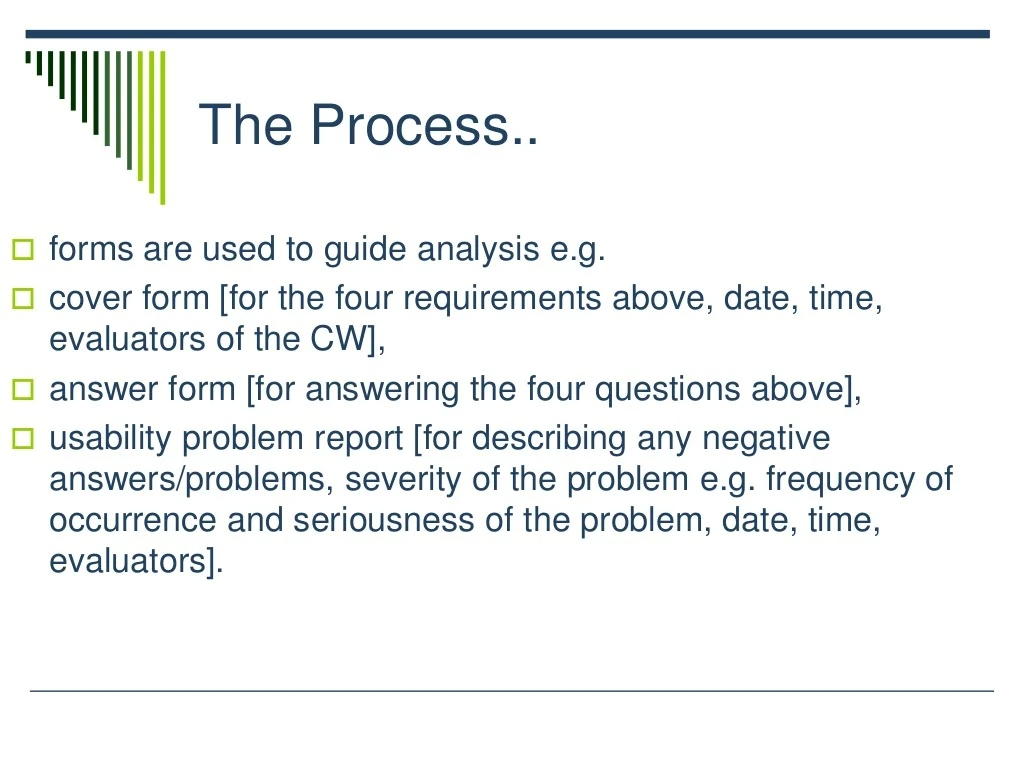 The Process..
forms are used to guide analysis e.g.
cover form [for the four requirements above, date, time,
evaluators of the CW],
answer form [for answering the four questions above],
usability problem report [for describing any negative
answers/problems, severity of the problem e.g. frequency of
occurrence and seriousness of the problem, date, time,
evaluators].